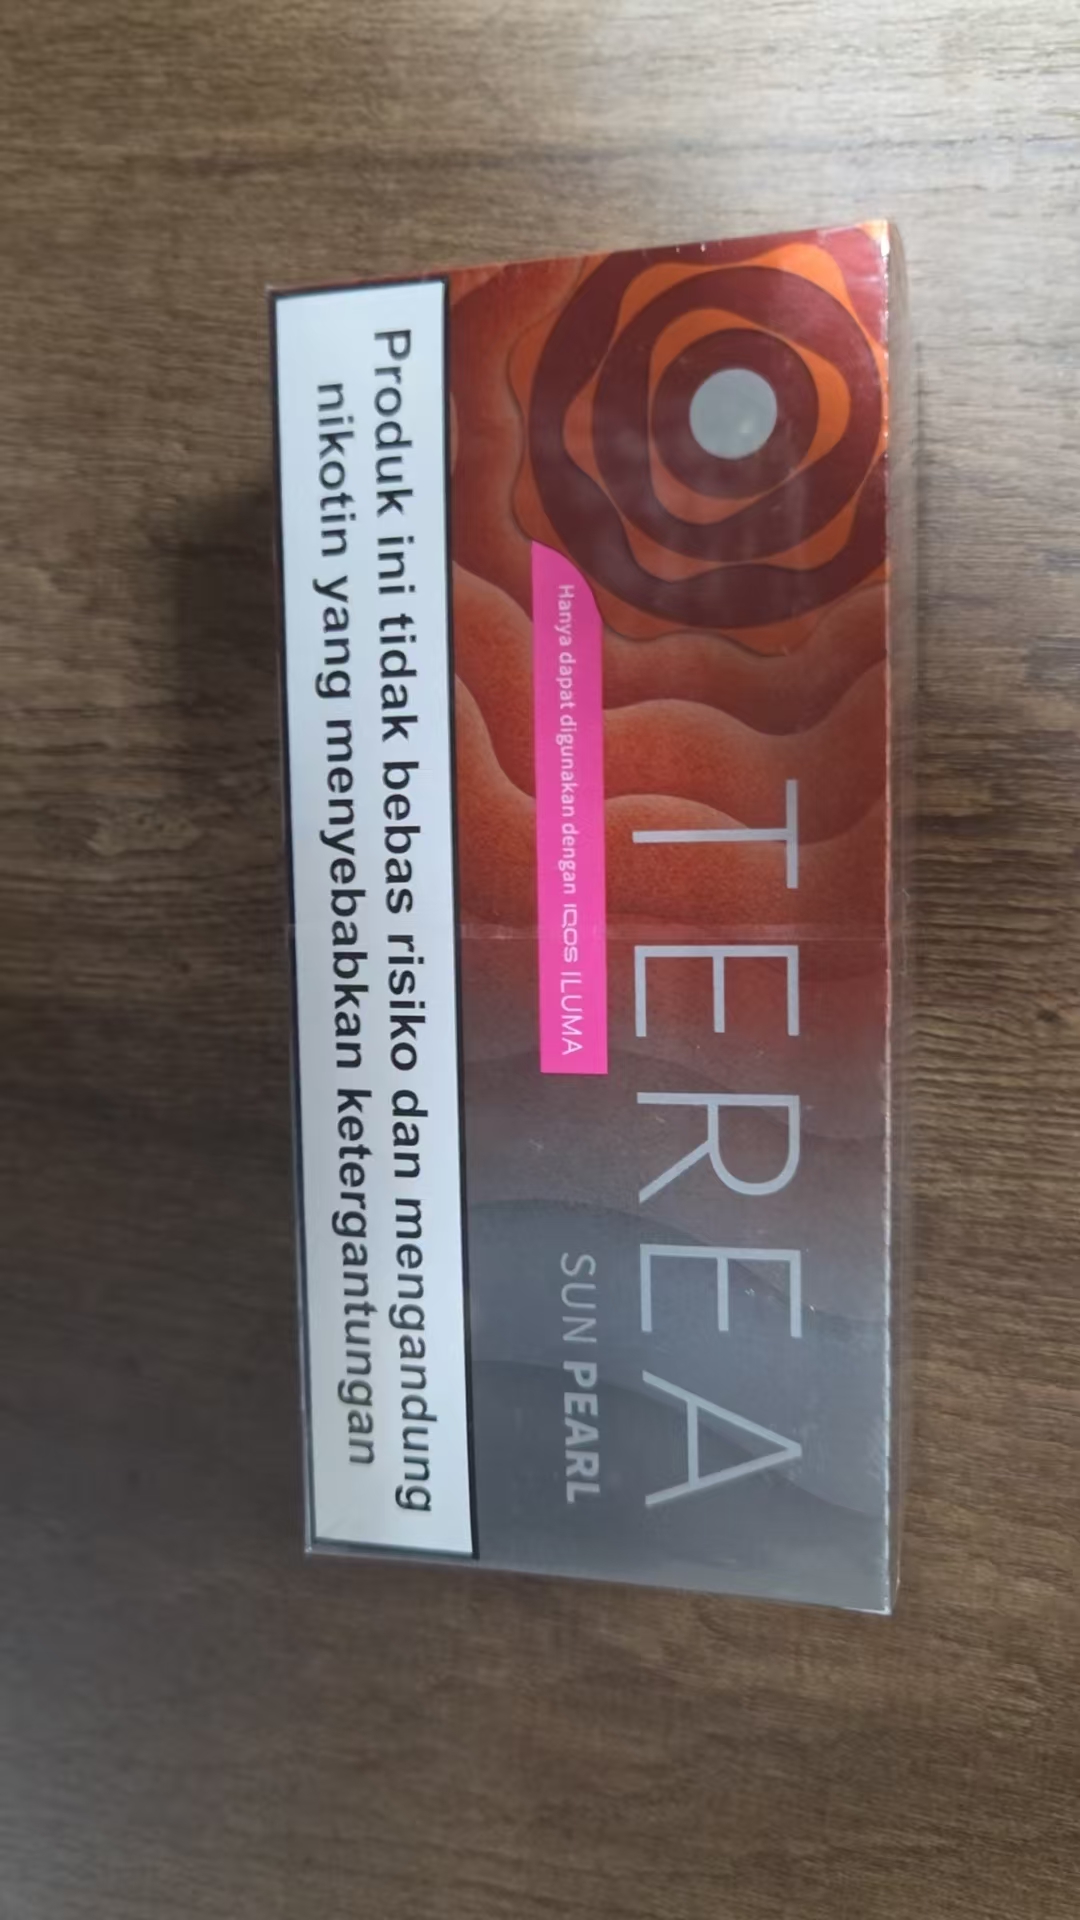 TEREA
SUN PEARL
Hanya dapat digunakan dengan IQOS ILUMA
Produk ini tidak bebas risiko dan mengandung
nikotin yang menyebabkan ketergantungan